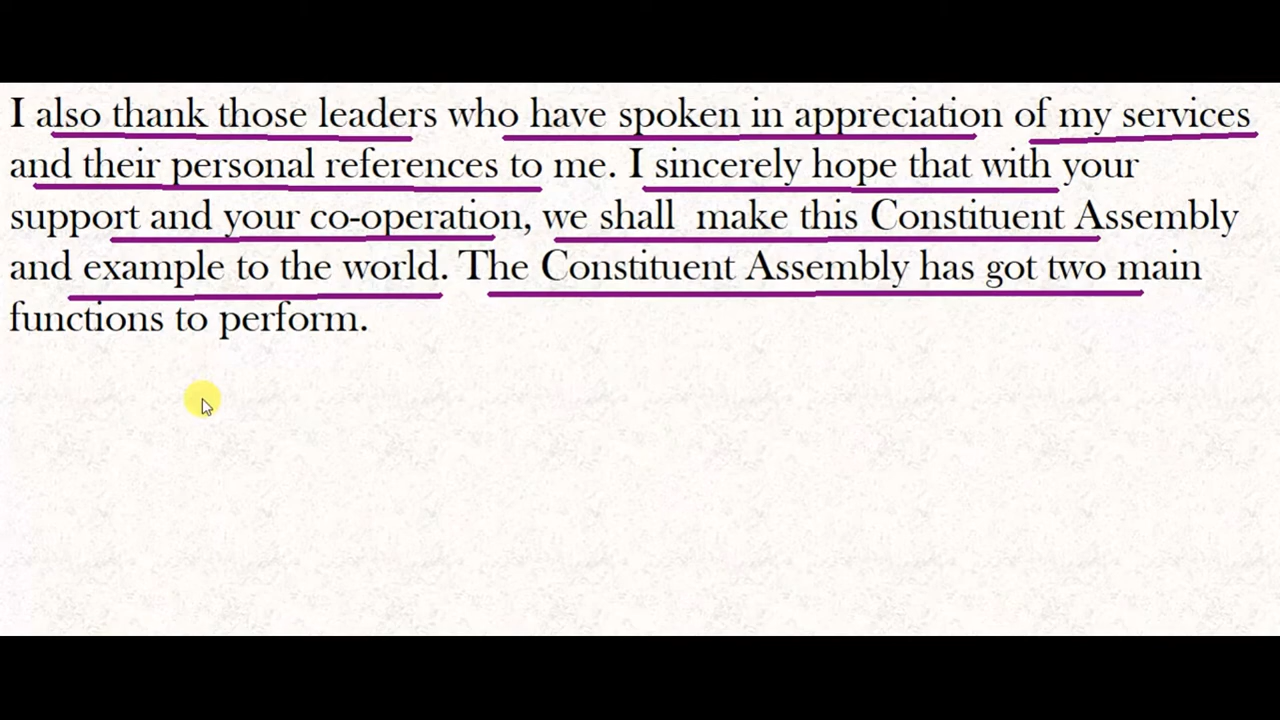 I also thank those leaders who have spoken in appreciation of my services
and their personal references to me. I sincerely hope that with your
support and your co-operation, we shall make this Constituent Assembly
and example to the world. The Constituent Assembly has got two main
functions to perform.